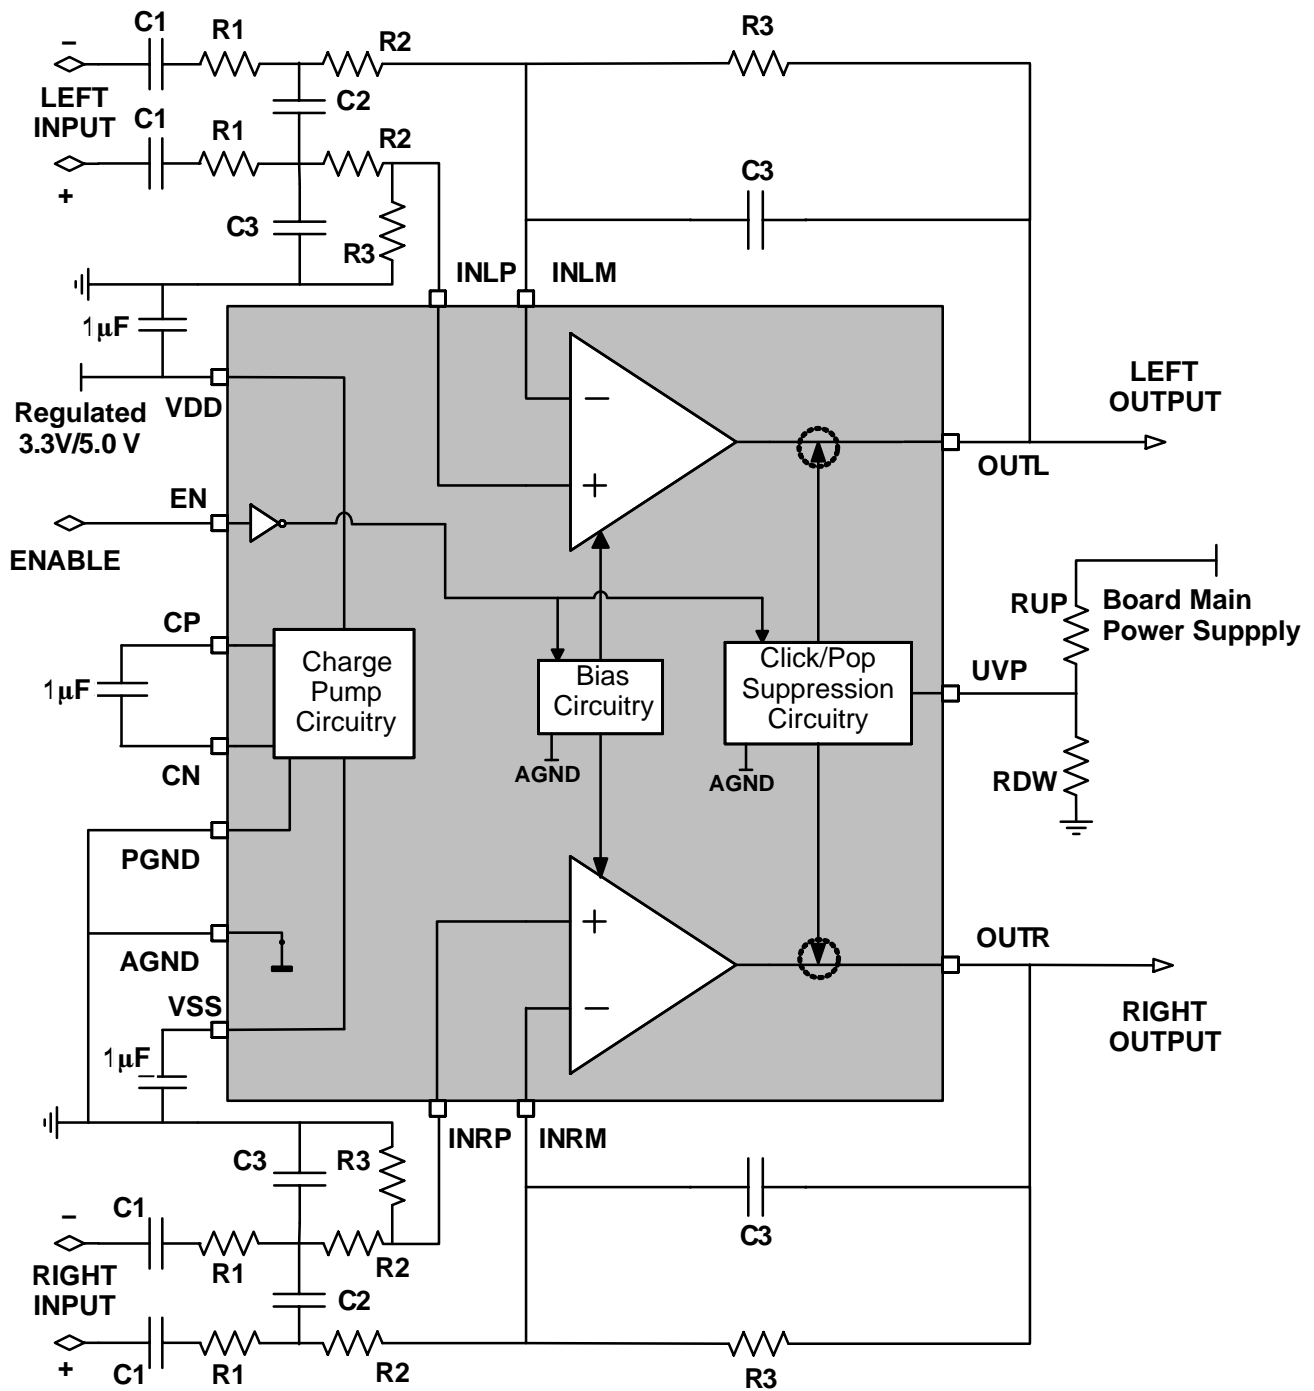 C1
R1
R2
R3
−
LEFT
INPUT
C2
C1
R1
R2
C3
+
C3
R3
INLP
INLM
1µF
VDD
Regulated
3.3V/5.0 V
−
+
LEFT
OUTPUT
OUTL
EN
ENABLE
CP
1µF
CN
Charge
Pump
Circuitry
Bias
Circuitry
AGND
Click/Pop
Suppression
Circuitry
AGND
RUP
Board Main
Power Suppply
UVP
RDW
PGND
AGND
VSS
1µF
+
−
OUTR
RIGHT
OUTPUT
INRP
INRM
C3
R3
C1
−
R1
R2
C3
RIGHT
INPUT
C2
+
C1
R1
R2
R3